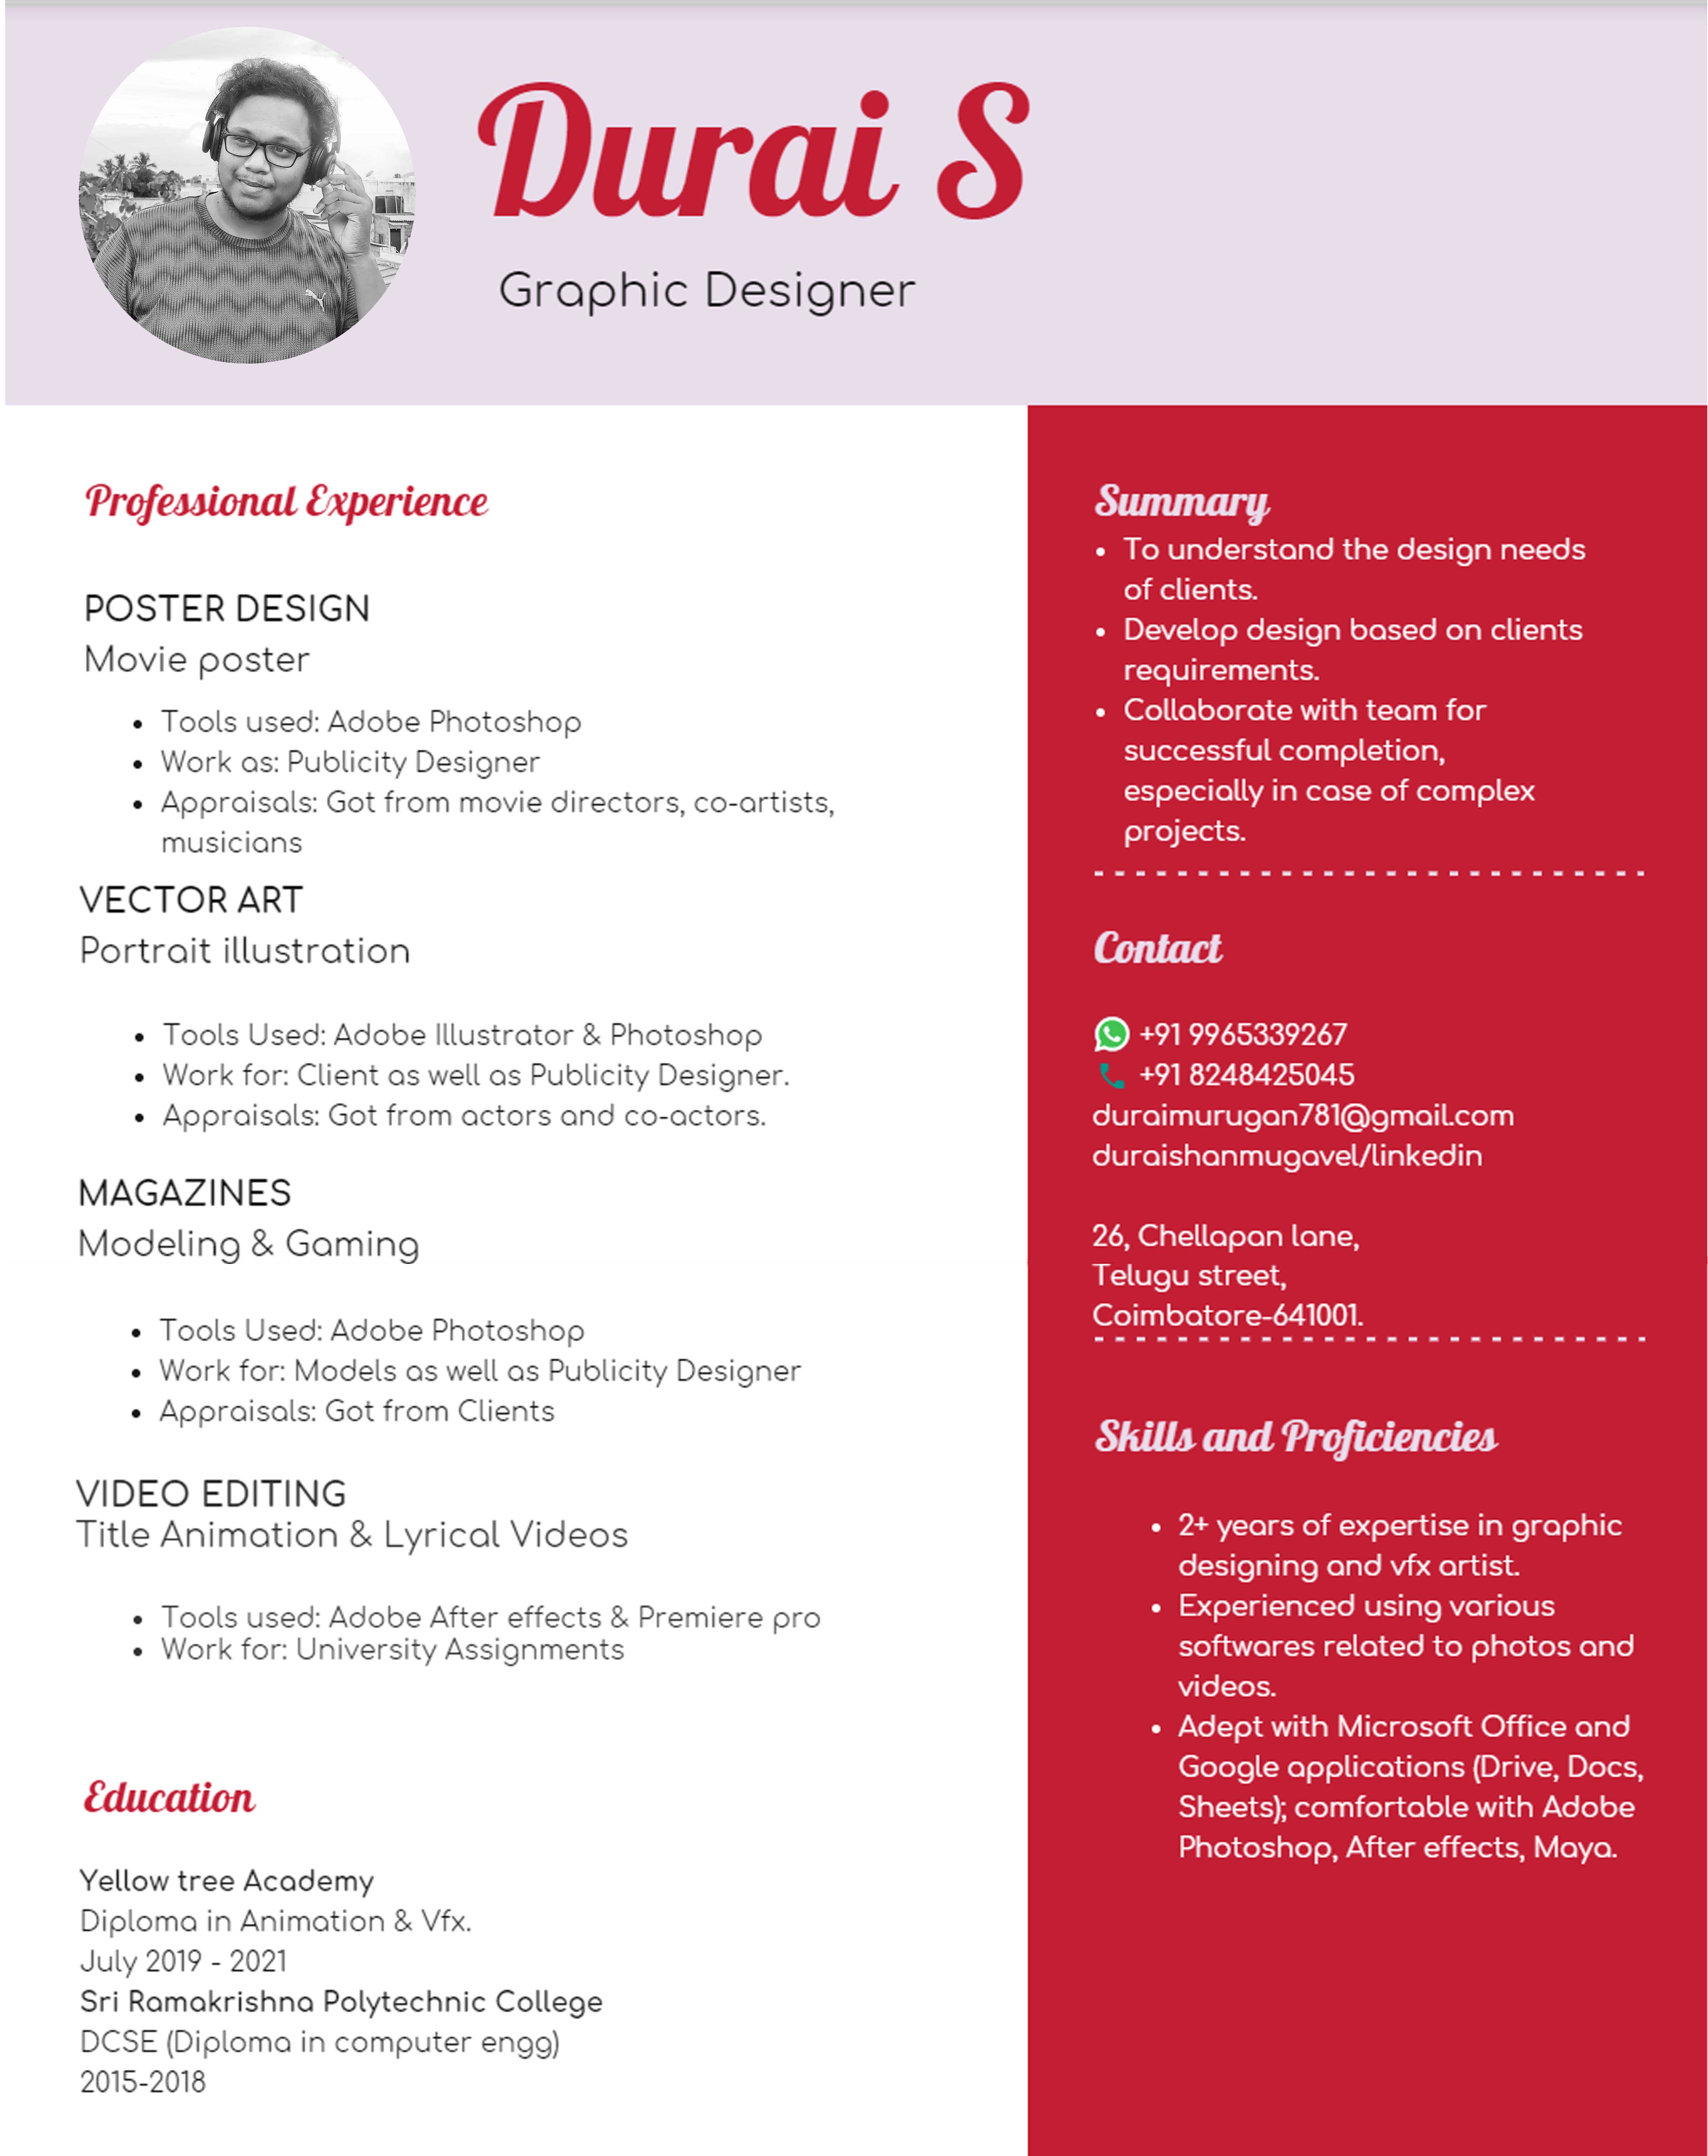 Durai S
Graphic Designer
Professional Experience
POSTER DESIGN
Movie poster
• Tools used: Adobe Photoshop
• Work as: Publicity Designer
• Appraisals: Got from movie directors, co-artists,
musicians
VECTOR ART
Portrait illustration
• Tools Used: Adobe Illustrator & Photoshop
• Work for: Client as well as Publicity Designer.
• Appraisals: Got from actors and co-actors.
MAGAZINES
Modeling & Gaming
• Tools Used: Adobe Photoshop
• Work for: Models as well as Publicity Designer
• Appraisals: Got from Clients
VIDEO EDITING
Title Animation & Lyrical Videos
• Tools used: Adobe After effects & Premiere pro
• Work for: University Assignments
Education
Yellow tree Academy
Diploma in Animation & Vfx.
July 2019 - 2021
Sri Ramakrishna Polytechnic College
DCSE (Diploma in computer engg)
2015-2018
Summary
• To understand the design needs
of clients.
• Develop design based on clients
requirements.
• Collaborate with team for
successful completion,
especially in case of complex
projects.
Contact
+91 9965339267
+91 8248425045
duraimurugan781@gmail.com
duraishanmugavel/linkedin
26, Chellapan lane,
Telugu street,
Coimbatore-641001.
Skills and Proficiencies
• 2+ years of expertise in graphic
designing and vfx artist.
• Experienced using various
softwares related to photos and
videos.
• Adept with Microsoft Office and
Google applications (Drive, Docs,
Sheets); comfortable with Adobe
Photoshop, After effects, Maya.